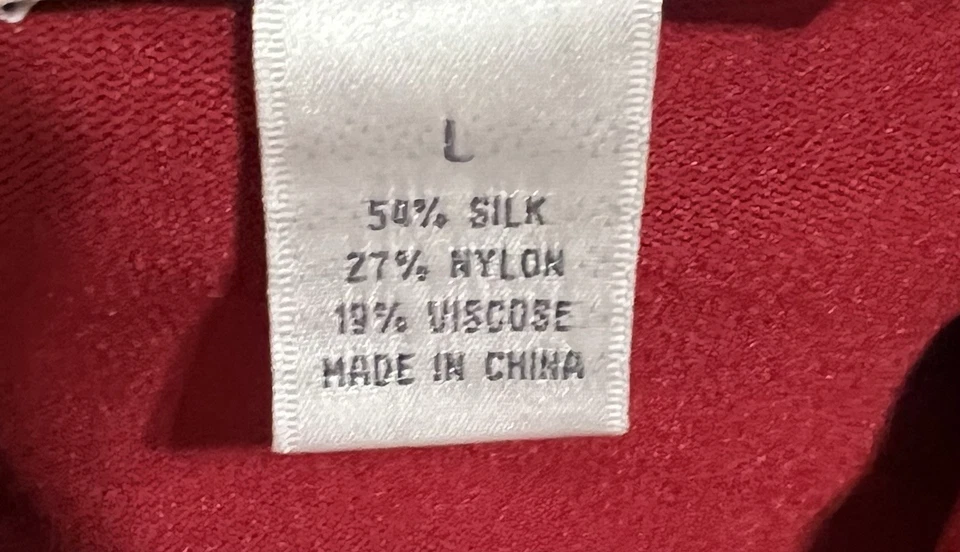 L
54% SILK
27% NYLON
19% VISCOSE
MADE IN CHINA